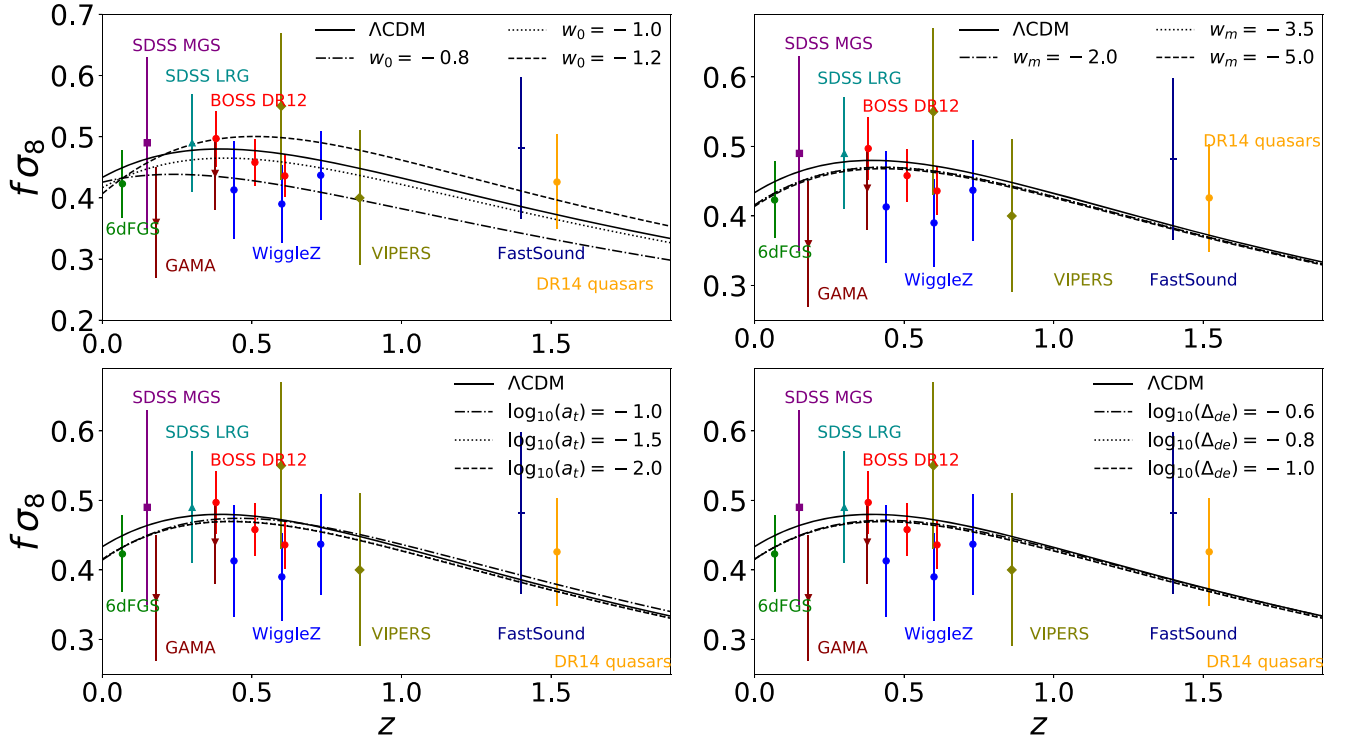 0.7
0.6
0.5
0.4
0.3
0.2
fσ₈
0.0
0.5
1.0
1.5
ΛCDM
w₀ = −0.8
w₀ = −1.0
w₀ = −1.2
SDSS MGS
SDSS LRG
BOSS DR12
6dFGS
GAMA
WiggleZ
VIPERS
FastSound
DR14 quasars
0.6
0.5
0.4
0.3
0.0
0.5
1.0
1.5
ΛCDM
wₘ = −2.0
wₘ = −3.5
wₘ = −5.0
SDSS MGS
SDSS LRG
BOSS DR12
DR14 quasars
6dFGS
GAMA
WiggleZ
VIPERS
FastSound
0.6
0.5
0.4
0.3
fσ₈
0.0
0.5
1.0
1.5
z
ΛCDM
log₁₀(aₜ) = −1.0
log₁₀(aₜ) = −1.5
log₁₀(aₜ) = −2.0
SDSS MGS
SDSS LRG
BOSS DR12
6dFGS
GAMA
WiggleZ
VIPERS
FastSound
DR14 quasars
0.6
0.5
0.4
0.3
0.0
0.5
1.0
1.5
z
ΛCDM
log₁₀(Δ_de) = −0.6
log₁₀(Δ_de) = −0.8
log₁₀(Δ_de) = −1.0
SDSS MGS
SDSS LRG
BOSS DR12
6dFGS
GAMA
WiggleZ
VIPERS
FastSound
DR14 quasars